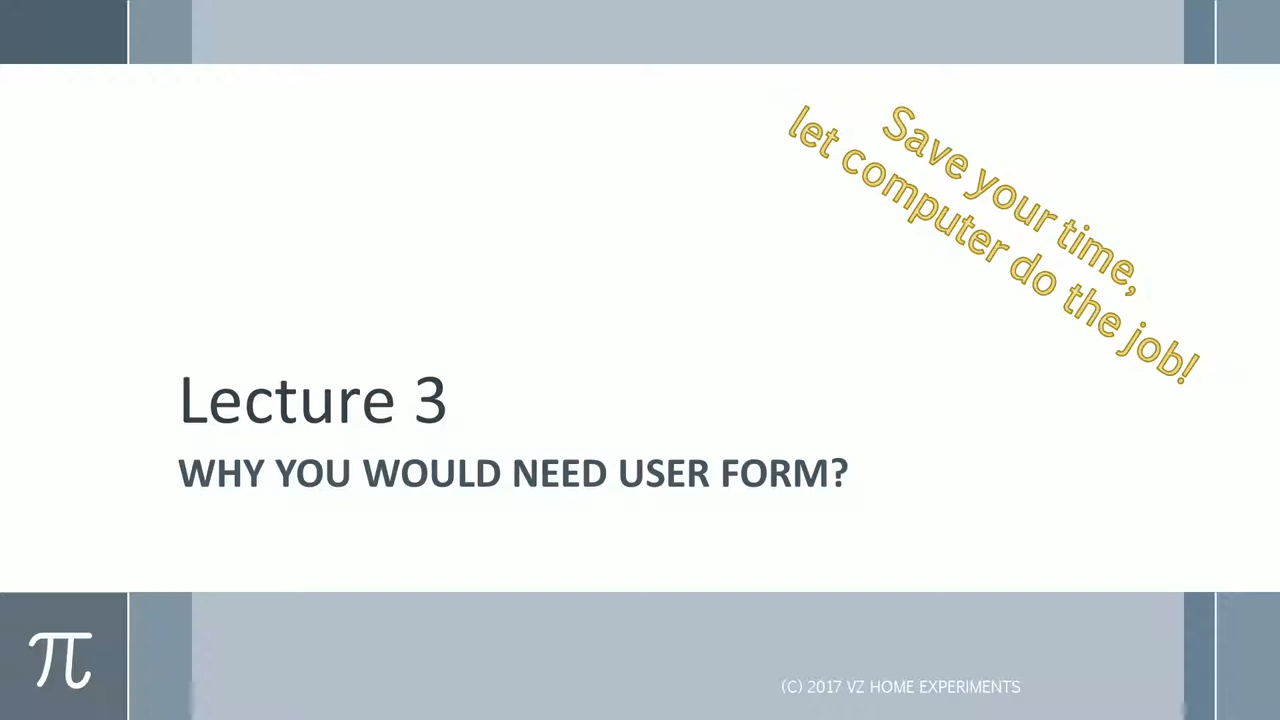 Save your time,
let computer do the job!
Lecture 3
WHY YOU WOULD NEED USER FORM?
π
(C) 2017 VZ HOME EXPERIMENTS